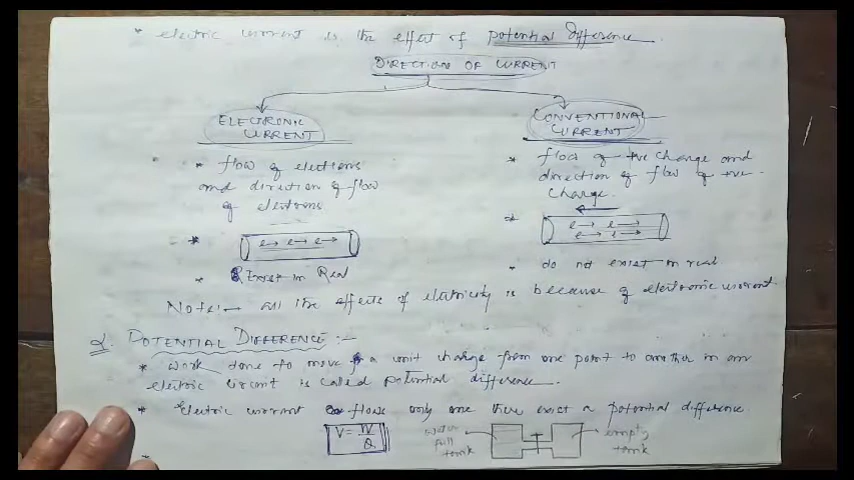 * electric current is the effect of potential difference.
DIRECTION OF CURRENT
ELECTRONIC
CURRENT
* flow of electrons
and direction of flow
of electrons
* e→ e→ e→
* Exist in Real
CONVENTIONAL
CURRENT
* flow of +ve charge and
direction of flow of +ve
charge.
* e→ e→
e→ e→
* do not exist in real
Note:- all the effects of electricity is because of electronic current.
2. POTENTIAL DIFFERENCE :-
* work done to move a unit charge from one point to another in an
electric circuit is called potential difference.
* Electric current flows only one there exist a potential difference
V = W/Q
water
full
tank
empty
tank